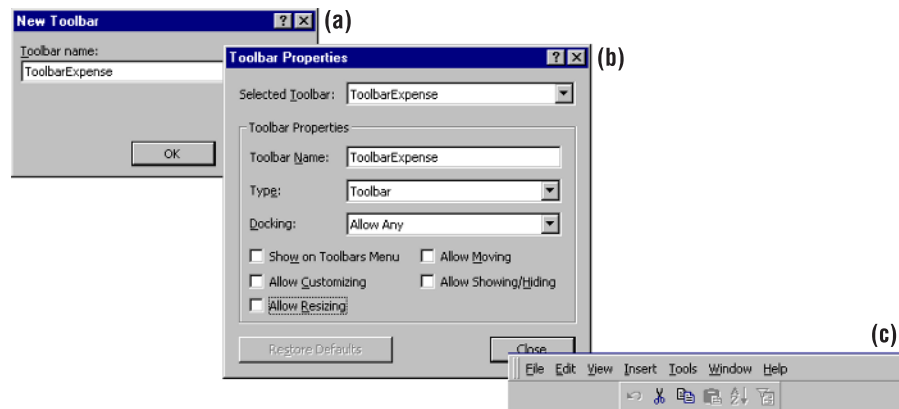 New Toolbar
(a)
Toolbar name:
ToolbarExpense
OK
Toolbar Properties
(b)
Selected Toolbar: ToolbarExpense
Toolbar Properties
Toolbar Name: ToolbarExpense
Type: Toolbar
Docking: Allow Any
Show on Toolbars Menu Allow Moving
Allow Customizing Allow Showing/Hiding
Allow Resizing
Restore Defaults Close
(c)
File Edit View Insert Tools Window Help